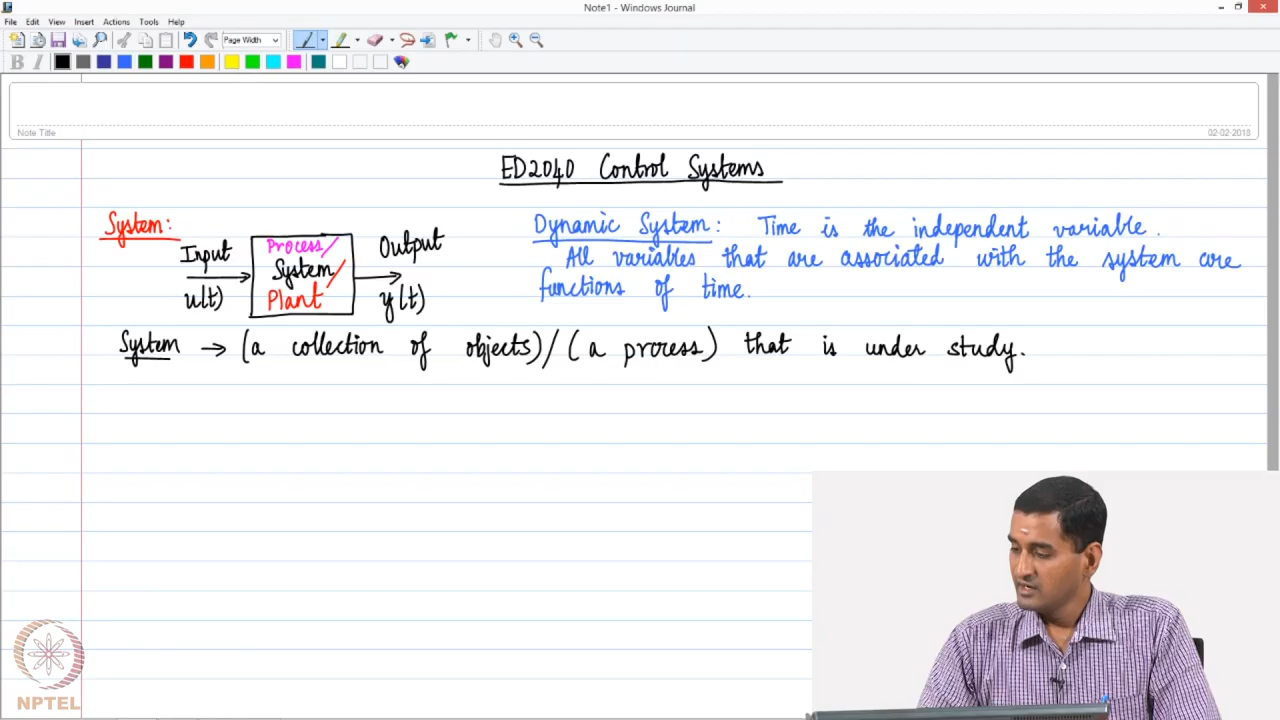 Note1 - Windows Journal
File Edit View Insert Actions Tools Help
Page Width
B I
Note Title
02-02-2018
ED2040 Control Systems
System:
Input
u(t)
Process/
System/
Plant
Output
y(t)
Dynamic System: Time is the independent variable.
All variables that are associated with the system are
functions of time.
System → (a collection of objects)/(a process) that is under study.
NPTEL